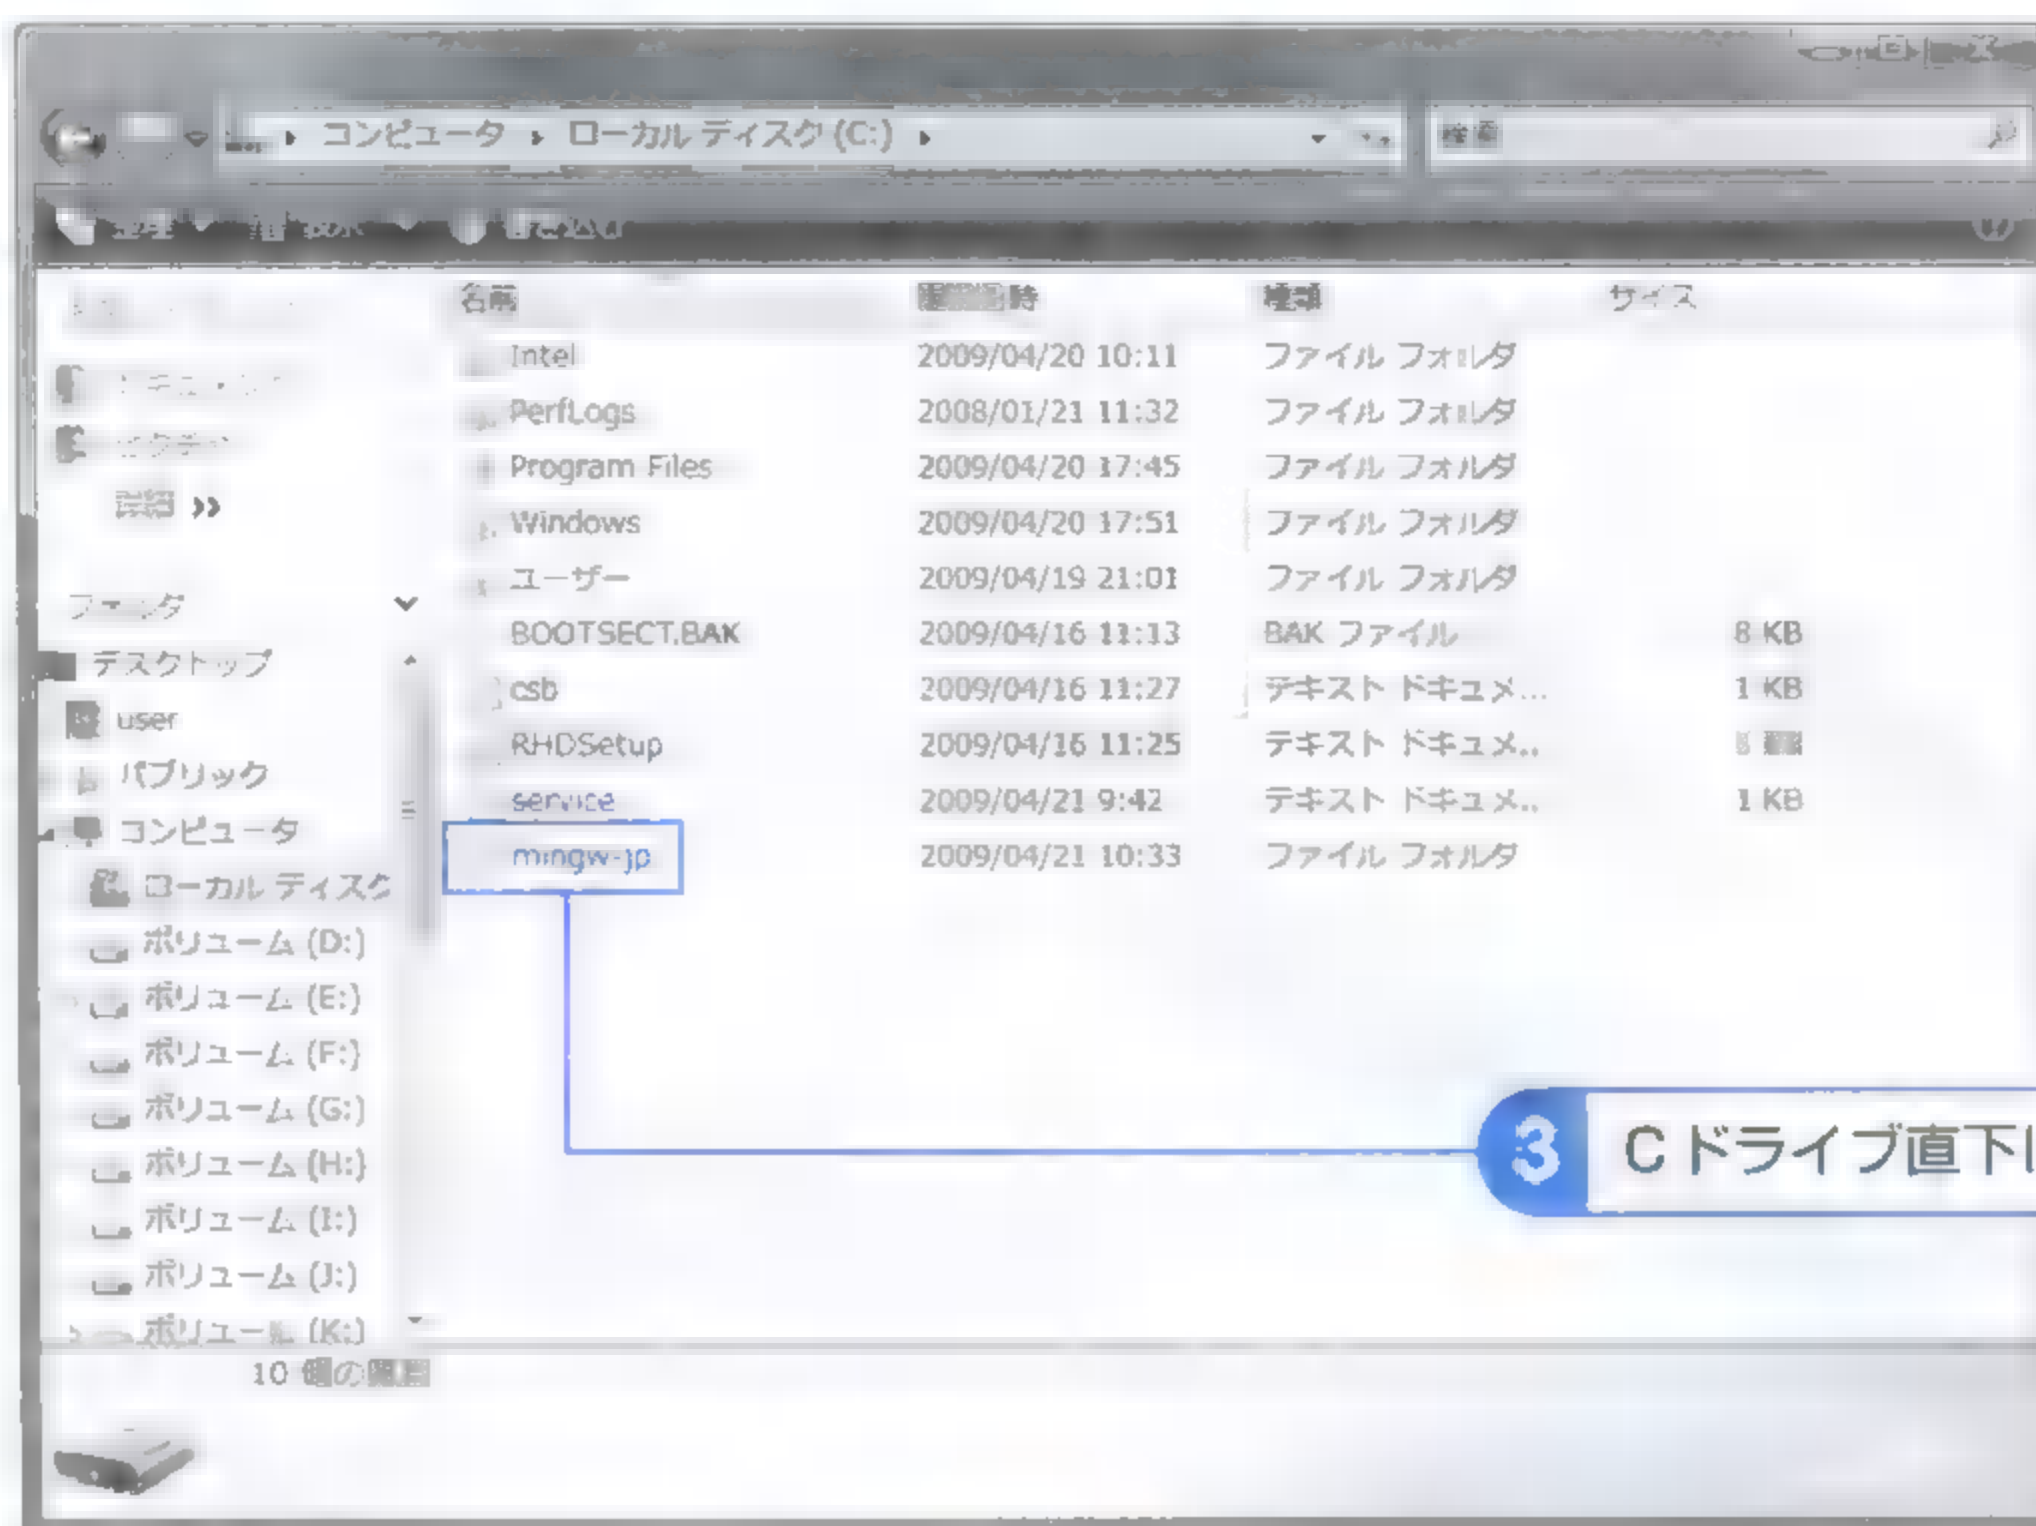 コンピュータ ▸ ローカル ディスク (C:) ▸ 検索
名前 種類 サイズ
Intel 2009/04/20 10:11 ファイル フォルダ
PerfLogs 2008/01/21 11:32 ファイル フォルダ
Program Files 2009/04/20 17:45 ファイル フォルダ
Windows 2009/04/20 17:51 ファイル フォルダ
ユーザー 2009/04/19 21:01 ファイル フォルダ
BOOTSECT.BAK 2009/04/16 11:13 BAK ファイル 8 KB
csb 2009/04/16 11:27 テキスト ドキュメ... 1 KB
RHDSetup 2009/04/16 11:25 テキスト ドキュメ...
service 2009/04/21 9:42 テキスト ドキュメ... 1 KB
mingw-jp 2009/04/21 10:33 ファイル フォルダ
詳細 »
フォルダ
デスクトップ
user
パブリック
コンピュータ
ローカル ディスク
ボリューム (D:)
ボリューム (E:)
ボリューム (F:)
ボリューム (G:)
ボリューム (H:)
ボリューム (I:)
ボリューム (J:)
ボリューム (K:)
3 C ドライブ直下
10 個の項目